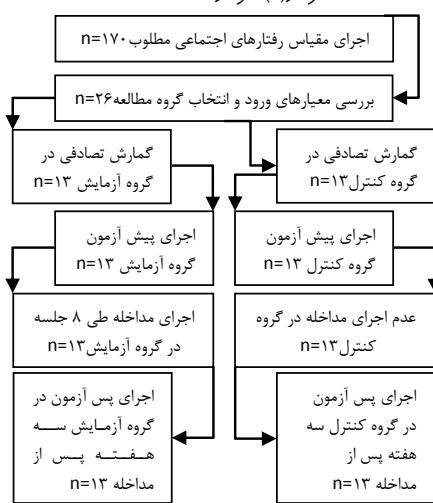 اجرای مقیاس رفتارهای اجتماعی مطلوب n=۱۷۰
بررسی معیارهای ورود و انتخاب گروه مطالعه n=۲۶
گمارش تصادفی در
گروه کنترل n=۱۳
گمارش تصادفی در
گروه آزمایش n=۱۳
اجرای پیش آزمون
گروه کنترل n=۱۳
اجرای پیش آزمون
گروه آزمایش n=۱۳
عدم اجرای مداخله در گروه
کنترل n=۱۳
اجرای مداخله طی ۸ جلسه
در گروه آزمایش n=۱۳
اجرای پس آزمون
در گروه کنترل سه
هفته پس از
مداخله n=۱۳
اجرای پس آزمون در
گروه آزمایش سه
هفته پس از
مداخله n=۱۳